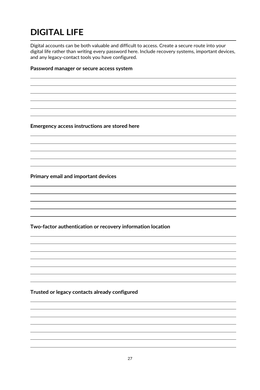 DIGITAL LIFE
Digital accounts can be both valuable and difficult to access. Create a secure route into your
digital life rather than writing every password here. Include recovery systems, important devices,
and any legacy-contact tools you have configured.
Password manager or secure access system
Emergency access instructions are stored here
Primary email and important devices
Two-factor authentication or recovery information location
Trusted or legacy contacts already configured
27